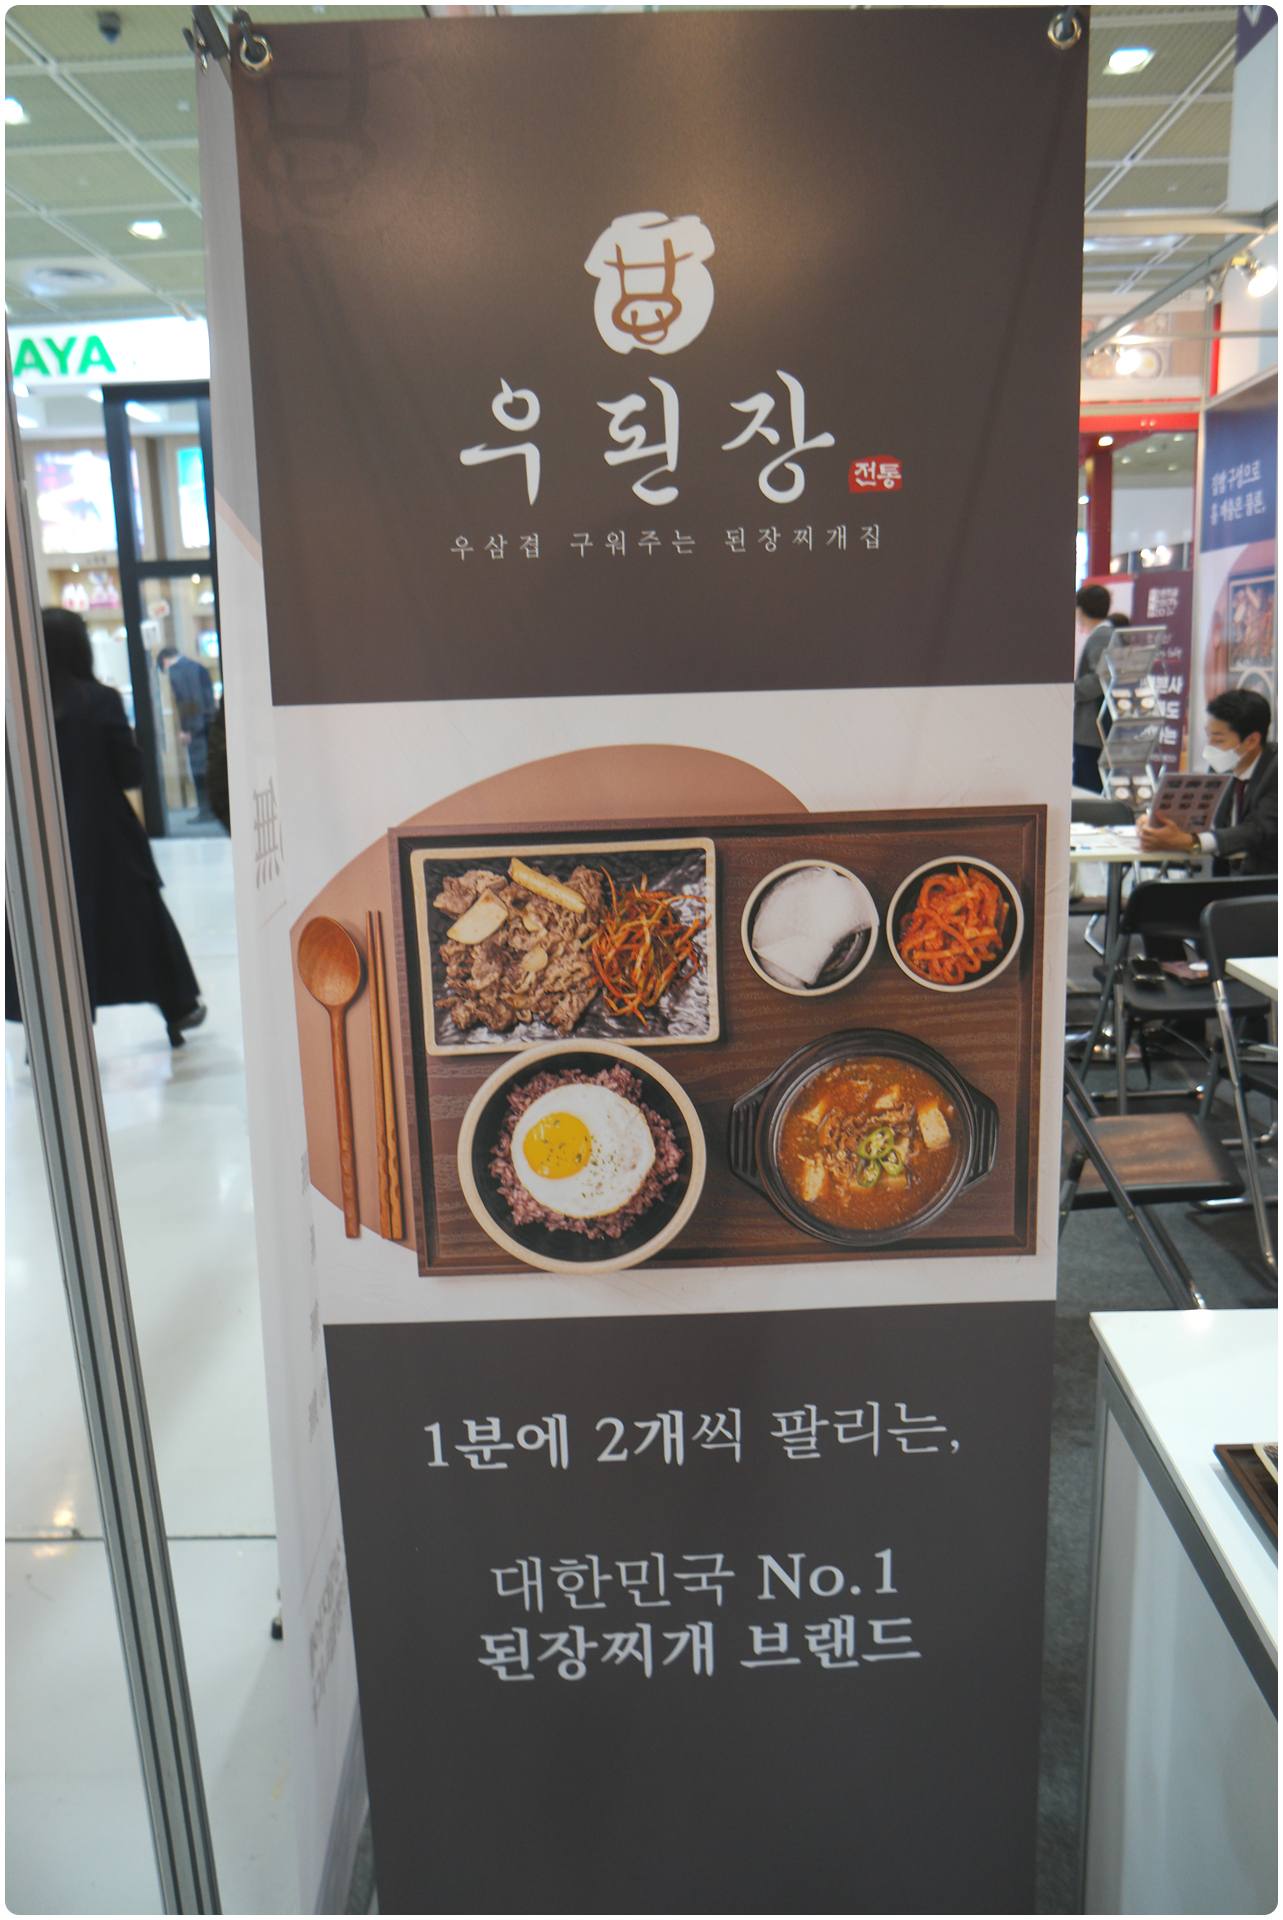 우된장
전통
우삼겹 구워주는 된장찌개집
1분에 2개씩 팔리는,
대한민국 No.1
된장찌개 브랜드
AYA
無